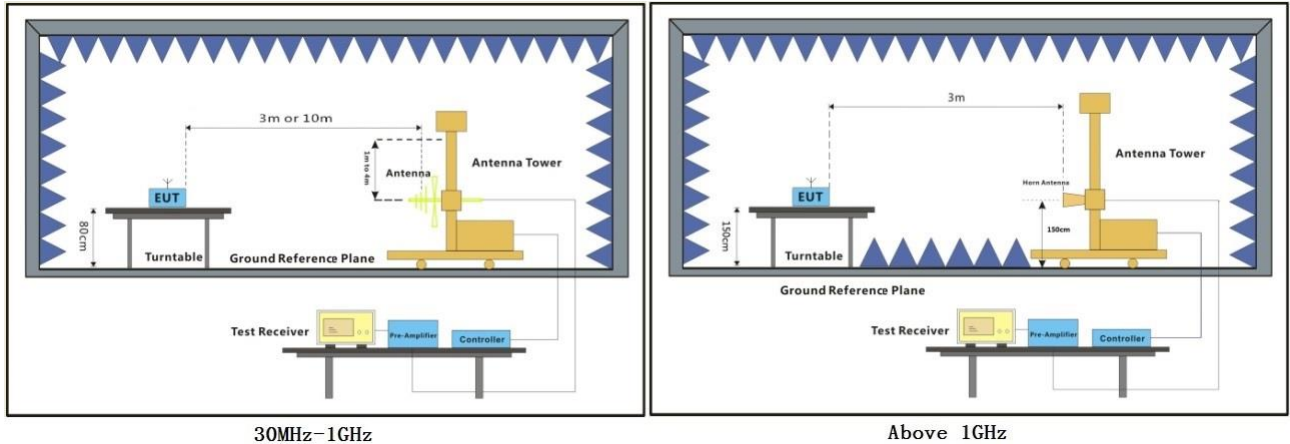 3m or 10m
1m to 4m
Antenna
Antenna Tower
EUT
80cm
Turntable
Ground Reference Plane
Test Receiver
Pre-Amplifier
Controller
30MHz-1GHz
3m
Antenna Tower
Horn Antenna
EUT
150cm
150cm
Turntable
Ground Reference Plane
Test Receiver
Pre-Amplifier
Controller
Above 1GHz